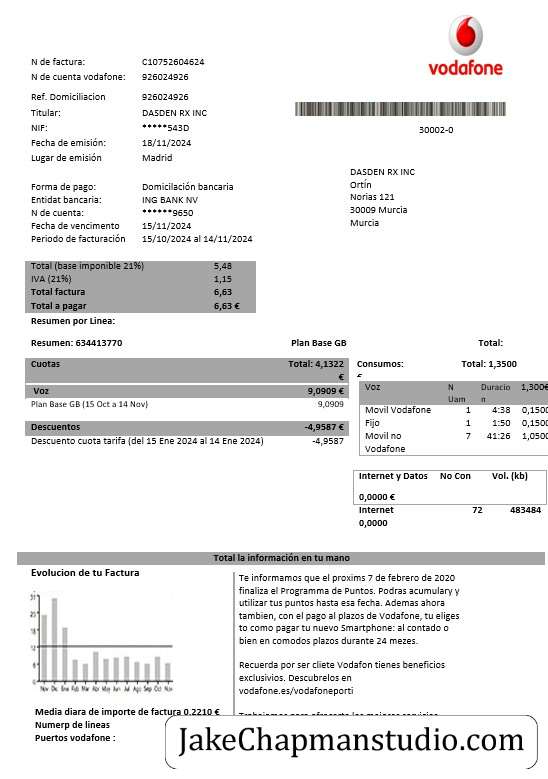 vodafone
N de factura: C10752604624
N de cuenta vodafone: 926024926
Ref. Domiciliacion 926024926
Titular: DASDEN RX INC
NIF: *****543D
Fecha de emisión: 18/11/2024
Lugar de emisión Madrid
30002-0
DASDEN RX INC
Ortín
Norias 121
30009 Murcia
Murcia
Forma de pago: Domicilación bancaria
Entidat bancaria: ING BANK NV
N de cuenta: ******9650
Fecha de vencimento 15/11/2024
Periodo de facturación 15/10/2024 al 14/11/2024
Total (base imponible 21%) 5,48
IVA (21%) 1,15
Total factura 6,63
Total a pagar 6,63 €
Resumen por Linea:
Resumen: 634413770 Plan Base GB Total:
Cuotas Total: 4,1322
€
Voz 9,0909 €
Plan Base GB (15 Oct a 14 Nov) 9,0909
Descuentos -4,9587 €
Descuento cuota tarifa (del 15 Ene 2024 al 14 Ene 2024) -4,9587
Consumos: Total: 1,3500
Voz N Duracio 1,300€
Uam n
Movil Vodafone 1 4:38 0,1500
Fijo 1 1:50 0,1500
Movil no 7 41:26 1,0500
Vodafone
Internet y Datos No Con Vol. (kb)
0,0000 €
Internet 72 483484
0,0000
Total la información en tu mano
Evolucion de tu Factura
Nov Dic Ene Feb Mar Abr May Jun Jul Ago Sep Oct Nov
Media diara de importe de factura 0.2210 €
Numerp de lineas
Puertos vodafone :
Te informamos que el proxims 7 de febrero de 2020
finaliza el Programa de Puntos. Podras acumulary y
utilizar tus puntos hasta esa fecha. Ademas ahora
tambien, con el pago al plazos de Vodafone, tu eliges
to como pagar tu nuevo Smartphone: al contado o
bien en comodos plazos durante 24 mezes.
Recuerda por ser cliete Vodafon tienes beneficios
exclusivios. Descubrelos en
vodafone.es/vodafoneporti
JakeChapmanstudio.com